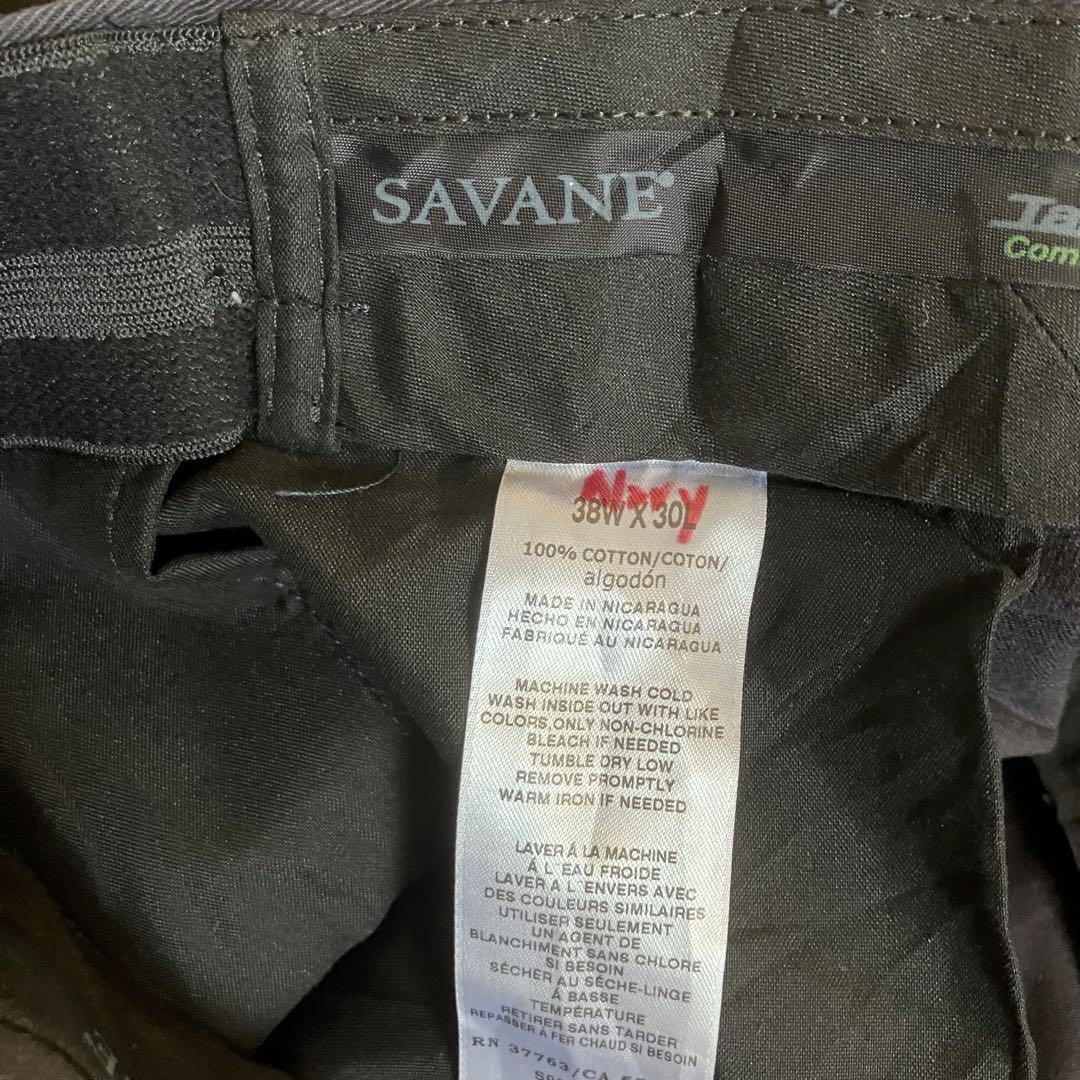 SAVANE®
Com
Navy
38W X 30L
100% COTTON/COTON/
algodón
MADE IN NICARAGUA
HECHO EN NICARAGUA
FABRIQUÉ AU NICARAGUA
MACHINE WASH COLD
WASH INSIDE OUT WITH LIKE
COLORS,ONLY NON-CHLORINE
BLEACH IF NEEDED
TUMBLE DRY LOW
REMOVE PROMPTLY
WARM IRON IF NEEDED
LAVER Á LA MACHINE
Á L'EAU FROIDE
LAVER A L'ENVERS AVEC
DES COULEURS SIMILAIRES
UTILISER SEULEMENT
UN AGENT DE
BLANCHIMENT SANS CHLORE
SI BESOIN
SÉCHER AU SÉCHE-LINGE
Á BASSE
TEMPÉRATURE
RETIRER SANS TARDER
REPASSER À FER CHAUD SI BESOIN
RN 37763/CA